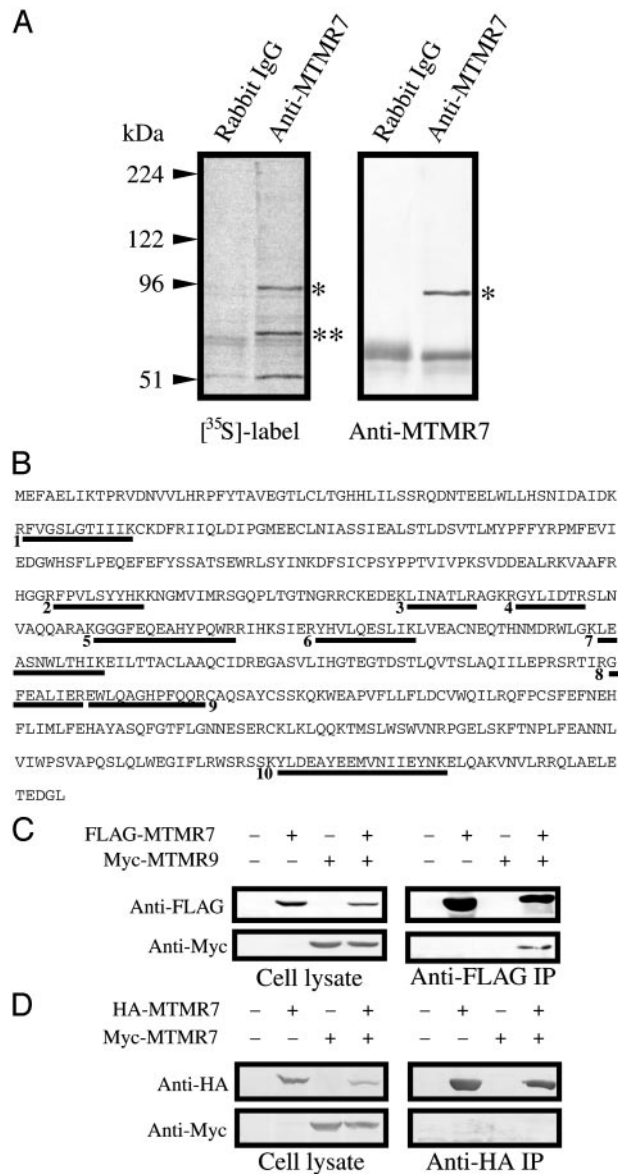 A
Rabbit IgG
Anti-MTMR7
Rabbit IgG
Anti-MTMR7
kDa
224
122
96
51
*
**
*
[35S]-label
Anti-MTMR7
B
MEFAELIKTPRVDNVVLHRPFYTAVEGTLCLTGHHLILSSRQDNTEELWLLHSNIDAIDK
RFVGSLGTIIIKCKDFRIIQLDIPGMEECLNIASSIEALSTLDSVTLMYPFFYRPMFEVI
1
EDGWHSFLPEQEFEFYSSATSEWRLSYINKDFSICPSYPPTVIVPKSVDDEALRKVAAFR
HGGRFPVLSYYHKKNGMVIMRSGQPLTGTNGRRCKEDEKLINATLRAGKRGYLIDTRSLN
2 3 4
VAQQARAKGGGFEQEAHYPQWRRIHKSIERYHVLQESLIKLVEACNEQTHNMDRWLGKLE
5 6 7
ASNWLTHIKEILTTACLAAQCIDREGASVLIHGTEGTDSTLQVTSLAQIILEPRSRTIRG
8
FEALIEREWLQAGHPFQQRCAQSAYCSSKQKWEAPVFLLFLDCVWQILRQFPCSFEFNEH
9
FLIMLFEHAYASQFGTFLGNNESERCKLKLQQKTMSLWSWVNRPGELSKFTNPLFEANNL
VIWPSVAPQSLQLWEGIFLRWSRSSKYLDEAYEEMVNIIEYNKELQAKVNVLRRQLAELE
10
TEDGL
C
FLAG-MTMR7 – + – + – + – +
Myc-MTMR9 – – + + – – + +
Anti-FLAG
Anti-Myc
Cell lysate Anti-FLAG IP
D
HA-MTMR7 – + – + – + – +
Myc-MTMR7 – – + + – – + +
Anti-HA
Anti-Myc
Cell lysate Anti-HA IP